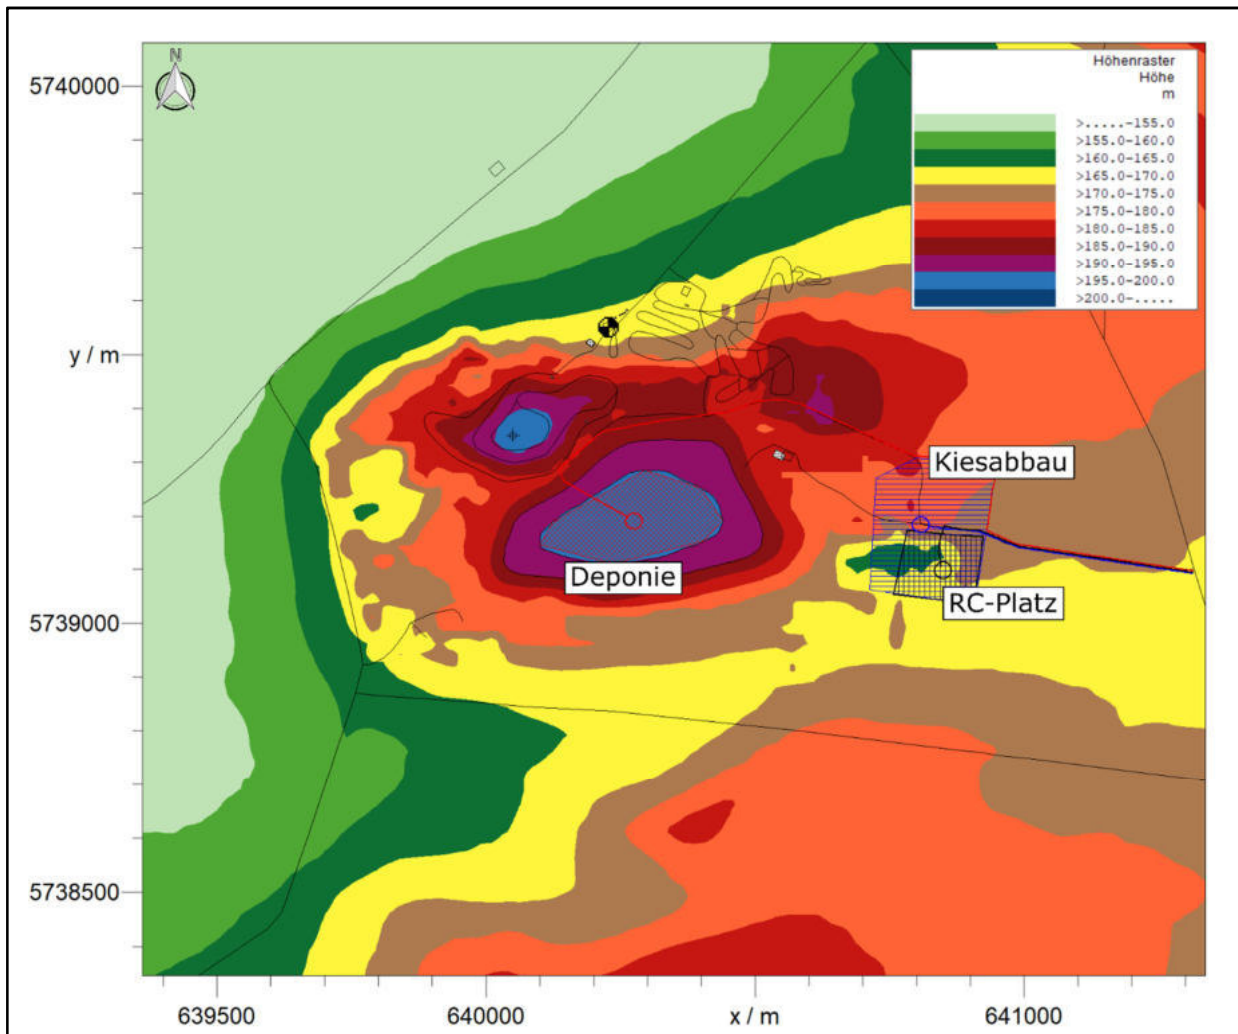 N
Höhenraster
Höhe
m
>.....-155.0
>155.0-160.0
>160.0-165.0
>165.0-170.0
>170.0-175.0
>175.0-180.0
>180.0-185.0
>185.0-190.0
>190.0-195.0
>195.0-200.0
>200.0-.....
5740000
y / m
5739000
5738500
Kiesabbau
Deponie
RC-Platz
639500
640000
x / m
641000